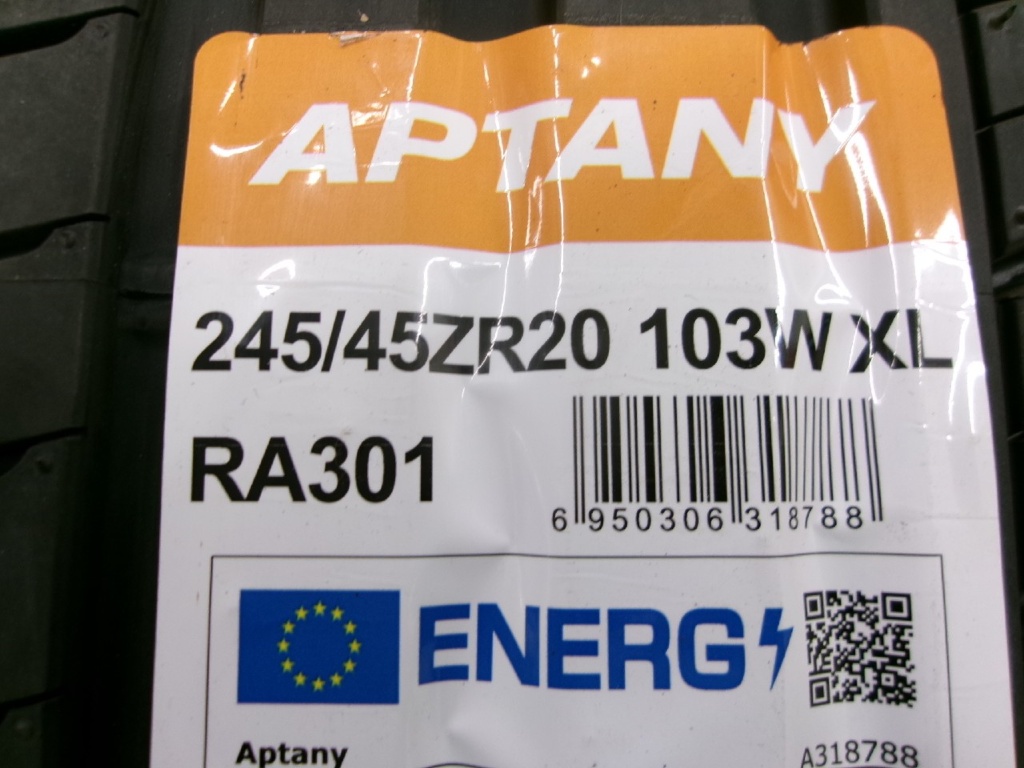 APTANY
245/45ZR20 103W XL
RA301
6 950306 318788
ENERG
Aptany
A318788